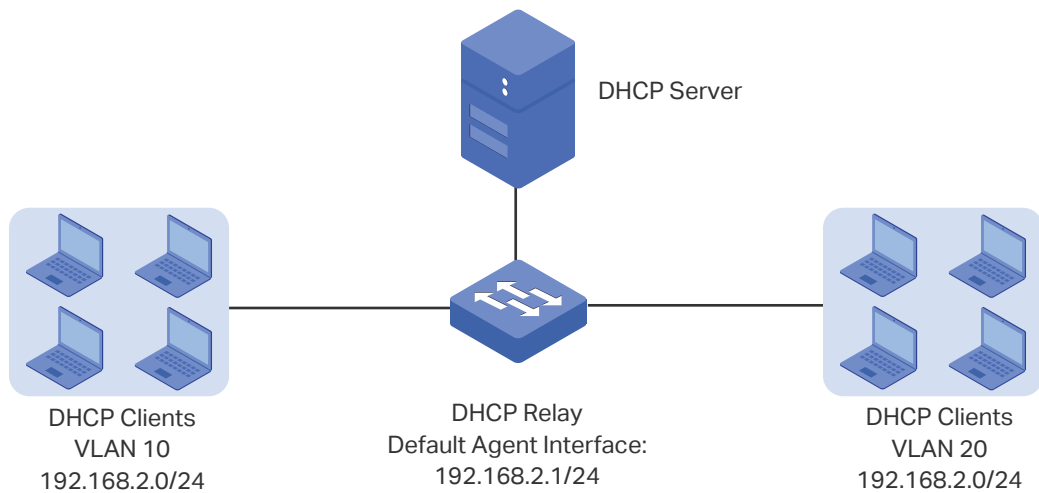 DHCP Server
DHCP Clients
VLAN 10
192.168.2.0/24
DHCP Relay
Default Agent Interface:
192.168.2.1/24
DHCP Clients
VLAN 20
192.168.2.0/24